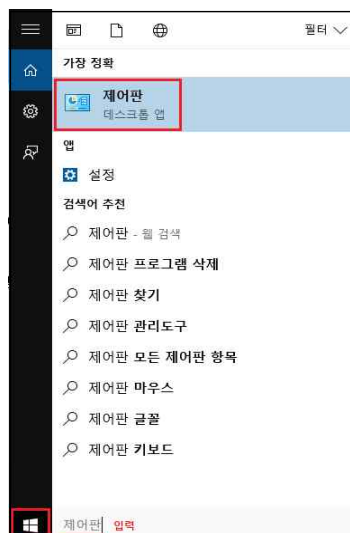 필터
가장 정확
제어판
데스크톱 앱
앱
설정
검색어 추천
제어판 - 웹 검색
제어판 프로그램 삭제
제어판 찾기
제어판 관리도구
제어판 모든 제어판 항목
제어판 마우스
제어판 글꼴
제어판 키보드
제어판 입력